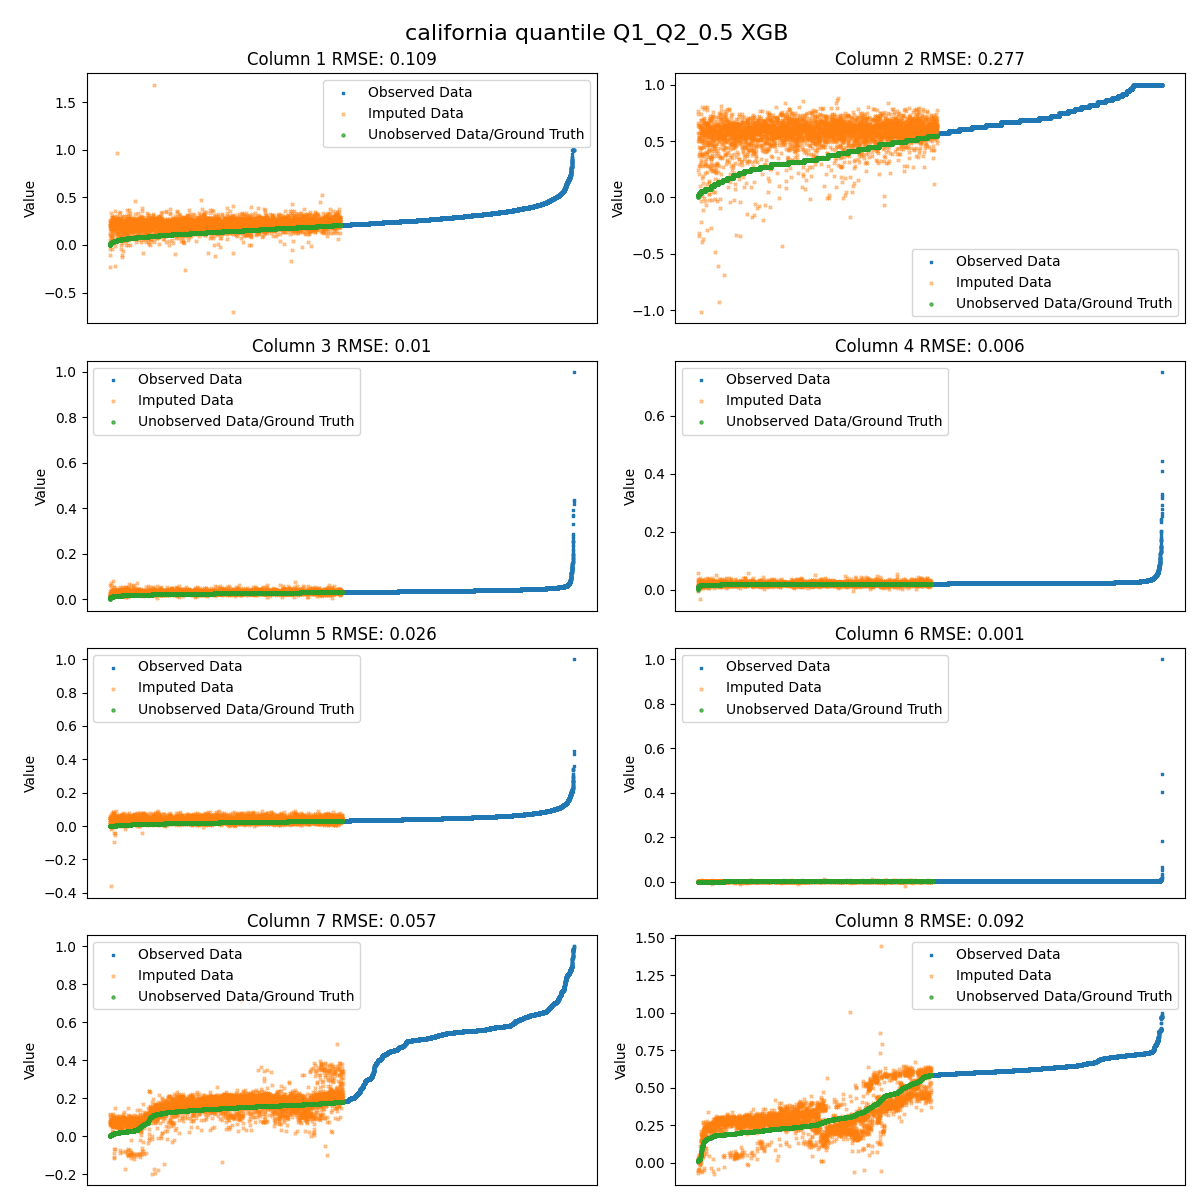 california quantile Q1_Q2_0.5 XGB
Column 1 RMSE: 0.109
Value
1.5
1.0
0.5
0.0
−0.5
Observed Data
Imputed Data
Unobserved Data/Ground Truth
Column 2 RMSE: 0.277
Value
1.0
0.5
0.0
−0.5
−1.0
Observed Data
Imputed Data
Unobserved Data/Ground Truth
Column 3 RMSE: 0.01
Value
1.0
0.8
0.6
0.4
0.2
0.0
Observed Data
Imputed Data
Unobserved Data/Ground Truth
Column 4 RMSE: 0.006
Value
0.6
0.4
0.2
0.0
Observed Data
Imputed Data
Unobserved Data/Ground Truth
Column 5 RMSE: 0.026
Value
1.0
0.8
0.6
0.4
0.2
0.0
−0.2
−0.4
Observed Data
Imputed Data
Unobserved Data/Ground Truth
Column 6 RMSE: 0.001
Value
1.0
0.8
0.6
0.4
0.2
0.0
Observed Data
Imputed Data
Unobserved Data/Ground Truth
Column 7 RMSE: 0.057
Value
1.0
0.8
0.6
0.4
0.2
0.0
−0.2
Observed Data
Imputed Data
Unobserved Data/Ground Truth
Column 8 RMSE: 0.092
Value
1.50
1.25
1.00
0.75
0.50
0.25
0.00
Observed Data
Imputed Data
Unobserved Data/Ground Truth